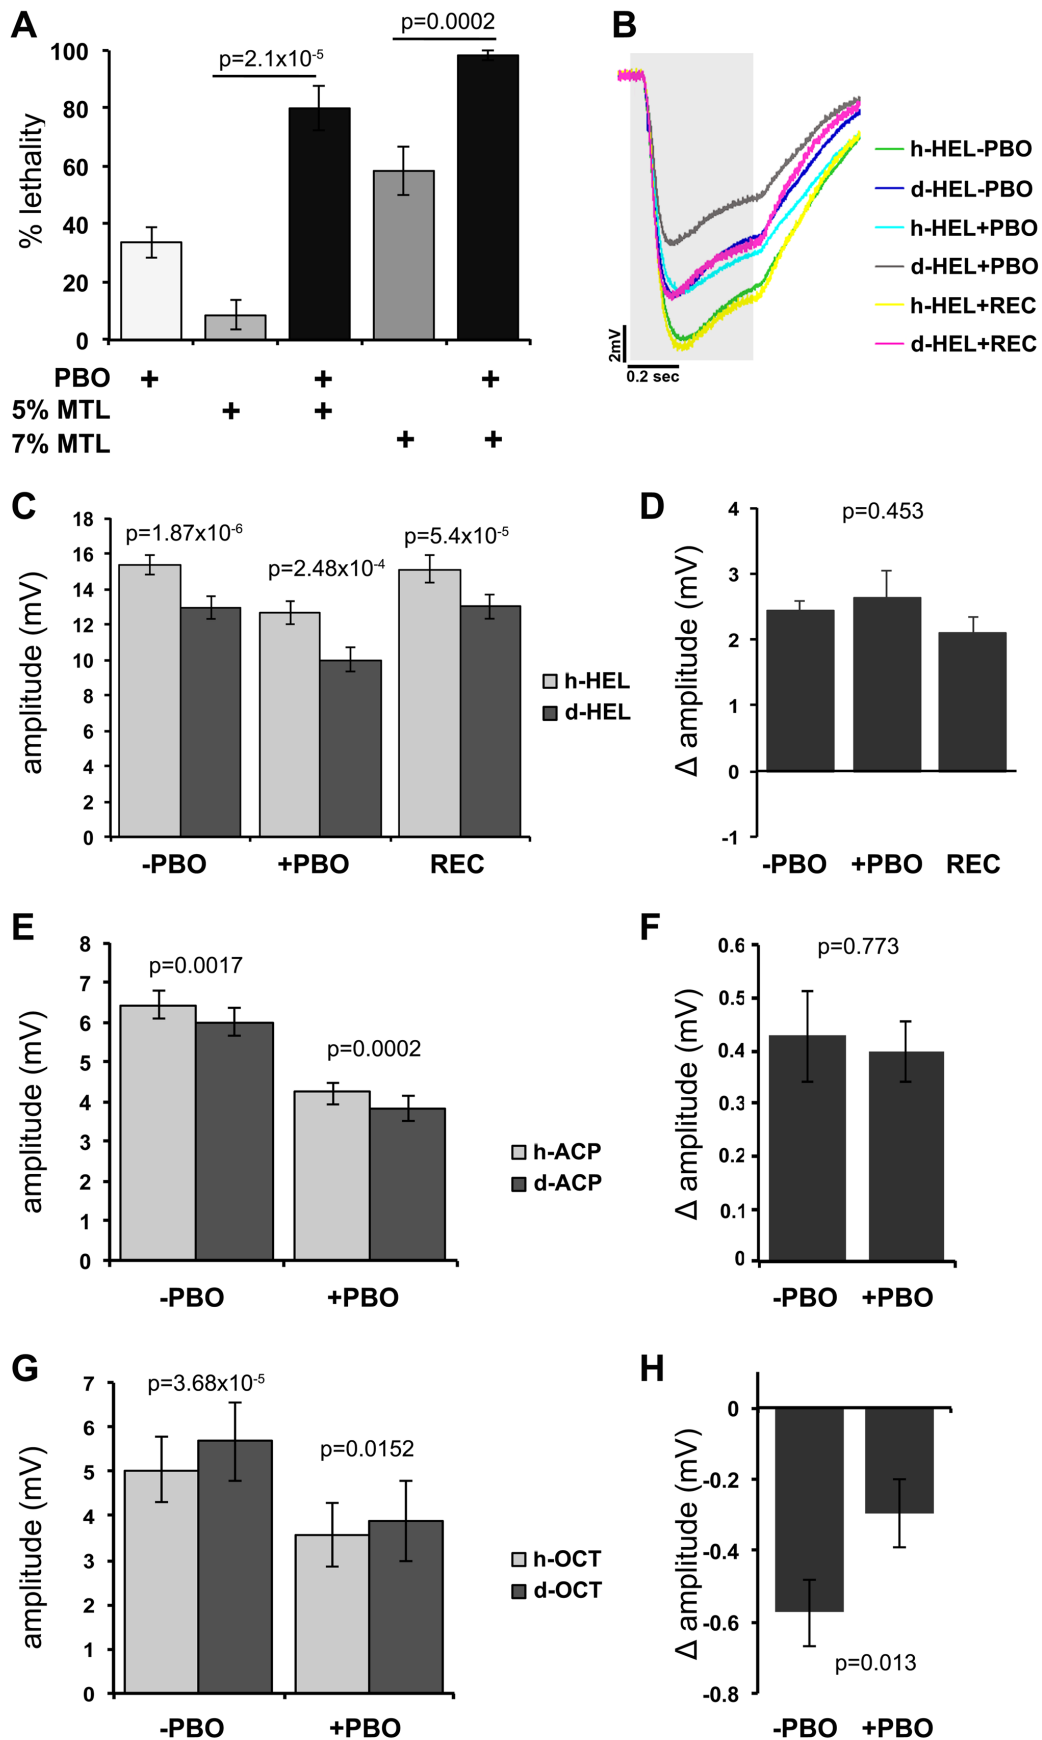 A
p=0.0002
p=2.1x10-5
% lethality
100
80
60
40
20
0
PBO + + +
5% MTL + +
7% MTL + +
B
h-HEL-PBO
d-HEL-PBO
h-HEL+PBO
d-HEL+PBO
h-HEL+REC
d-HEL+REC
2mV
0.2 sec
C
p=1.87x10-6
p=2.48x10-4
p=5.4x10-5
amplitude (mV)
18
16
14
12
10
8
6
4
2
0
-PBO +PBO REC
h-HEL
d-HEL
D
p=0.453
Δ amplitude (mV)
4
3
2
1
0
-1
-PBO +PBO REC
E
p=0.0017
p=0.0002
amplitude (mV)
8
7
6
5
4
3
2
1
0
-PBO +PBO
h-ACP
d-ACP
F
p=0.773
Δ amplitude (mV)
0.6
0.5
0.4
0.3
0.2
0.1
0
-PBO +PBO
G
p=3.68x10-5
p=0.0152
amplitude (mV)
7
6
5
4
3
2
1
0
-PBO +PBO
h-OCT
d-OCT
H
Δ amplitude (mV)
0
-0.2
-0.4
-0.6
-0.8
p=0.013
-PBO +PBO